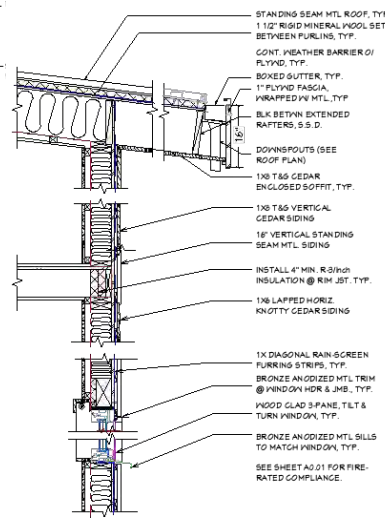 STANDING SEAM MTL ROOF, TYP.
1 1/2" RIGID MINERAL WOOL SET
BETWEEN PURLINS, TYP.
CONT. WEATHER BARRIER O/
PLYWD, TYP.
BOXED GUTTER, TYP.
1" PLYWD FASCIA,
WRAPPED W/ MTL.,TYP
BLK BETWN EXTENDED
RAFTERS, S.S.D.
16"
DOWNSPOUTS (SEE
ROOF PLAN)
1X8 T&G CEDAR
ENCLOSED SOFFIT, TYP.
1X8 T&G VERTICAL
CEDAR SIDING
16" VERTICAL STANDING
SEAM MTL. SIDING
INSTALL 4" MIN. R-3/inch
INSULATION @ RIM JST. TYP.
1X6 LAPPED HORIZ.
KNOTTY CEDAR SIDING
1X DIAGONAL RAIN-SCREEN
FURRING STRIPS, TYP.
BRONZE ANODIZED MTL TRIM
@ WINDOW HDR & JMB., TYP.
WOOD CLAD 3-PANE, TILT &
TURN WINDOW, TYP.
BRONZE ANODIZED MTL SILLS
TO MATCH WINDOW, TYP.
SEE SHEET A0.01 FOR FIRE-
RATED COMPLIANCE.